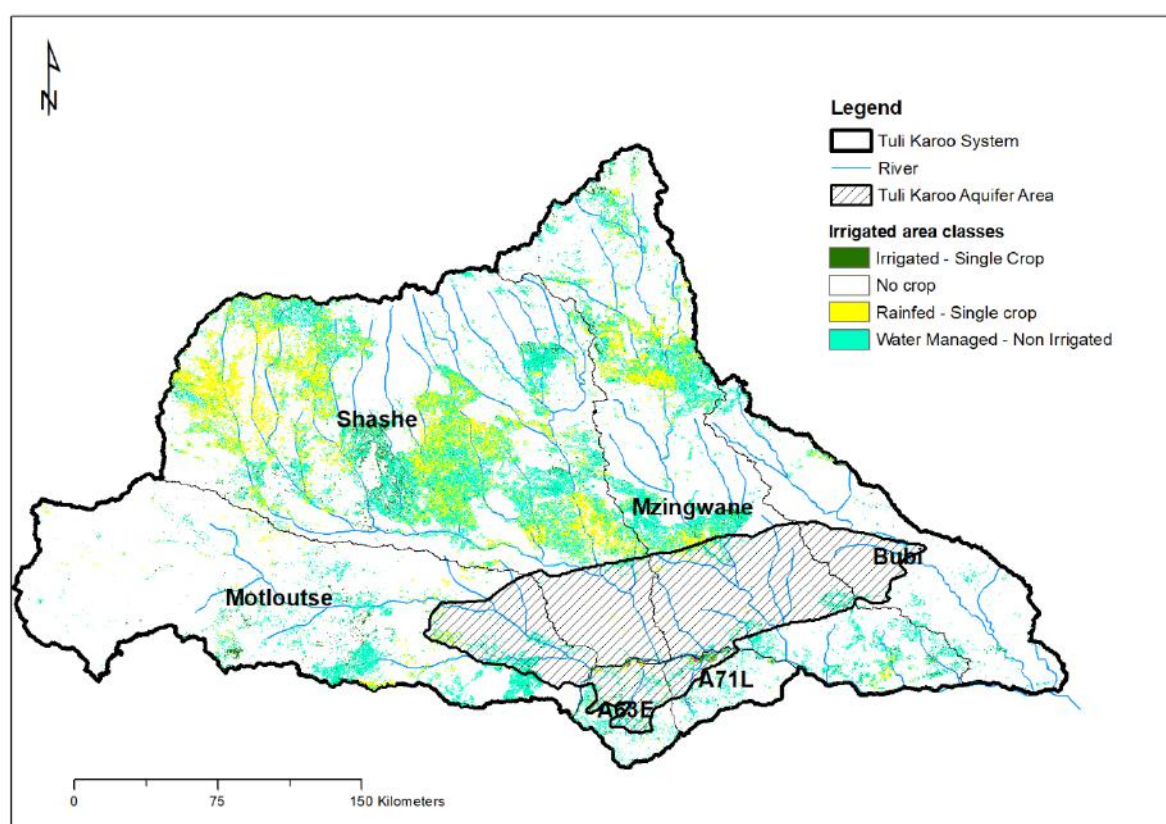 N
Legend
Tuli Karoo System
River
Tuli Karoo Aquifer Area
Irrigated area classes
Irrigated - Single Crop
No crop
Rainfed - Single crop
Water Managed - Non Irrigated
Shashe
Mzingwane
Bubi
Motloutse
A71L
A63E
0 75 150 Kilometers